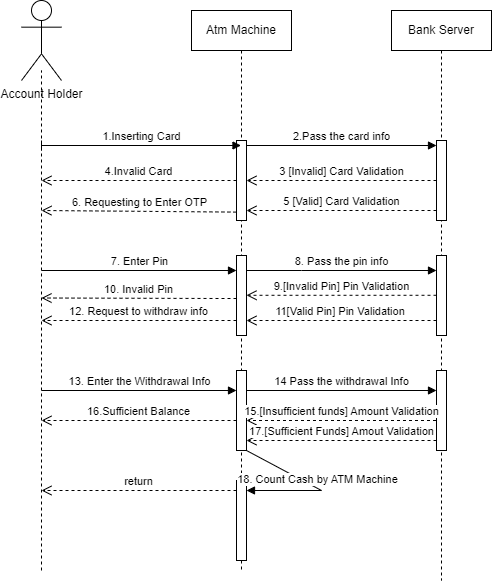 Atm Machine
Bank Server
Account Holder
1.Inserting Card
2.Pass the card info
4.Invalid Card
3 [Invalid] Card Validation
6. Requesting to Enter OTP
5 [Valid] Card Validation
7. Enter Pin
8. Pass the pin info
10. Invalid Pin
9.[Invalid Pin] Pin Validation
12. Request to withdraw info
11[Valid Pin] Pin Validation
13. Enter the Withdrawal Info
14 Pass the withdrawal Info
16.Sufficient Balance
15.[Insufficient funds] Amount Validation
17.[Sufficient Funds] Amout Validation
return
18. Count Cash by ATM Machine